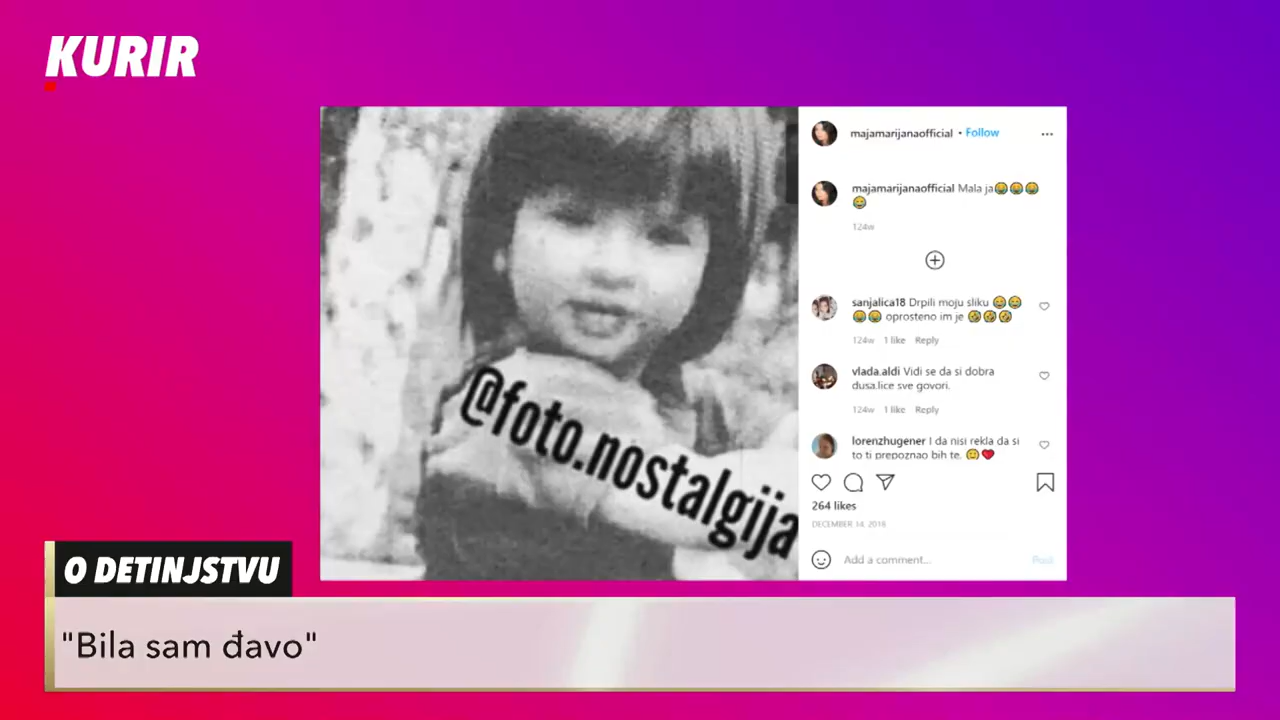 KURIR
@foto.nostalgija
majamarijanaofficial • Follow
majamarijanaofficial Mala ja😂😂😂
😂
124w
sanjalica18 Drpili moju sliku 😂😂
😂😂 oprosteno im je 🤣🤣🤣
124w 1 like Reply
vlada.aldi Vidi se da si dobra
dusa.lice sve govori.
124w 1 like Reply
lorenzhugener I da nisi rekla da si
to ti prepoznao bih te. 😊❤️
264 likes
DECEMBER 14, 2018
Add a comment...
Post
O DETINJSTVU
"Bila sam đavo"